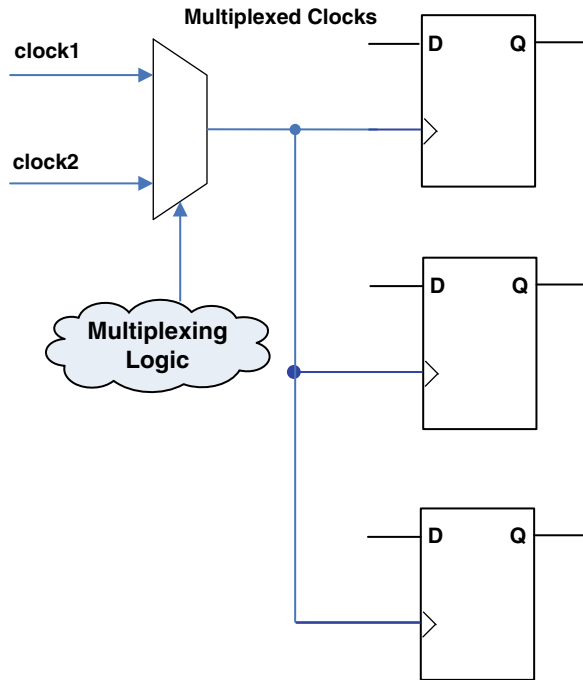 Multiplexed Clocks
clock1
clock2
Multiplexing
Logic
D Q
D Q
D Q